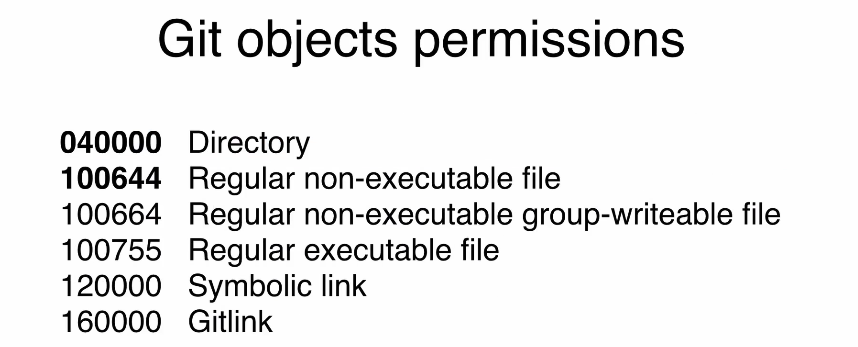 Git objects permissions
040000 Directory
100644 Regular non-executable file
100664 Regular non-executable group-writeable file
100755 Regular executable file
120000 Symbolic link
160000 Gitlink